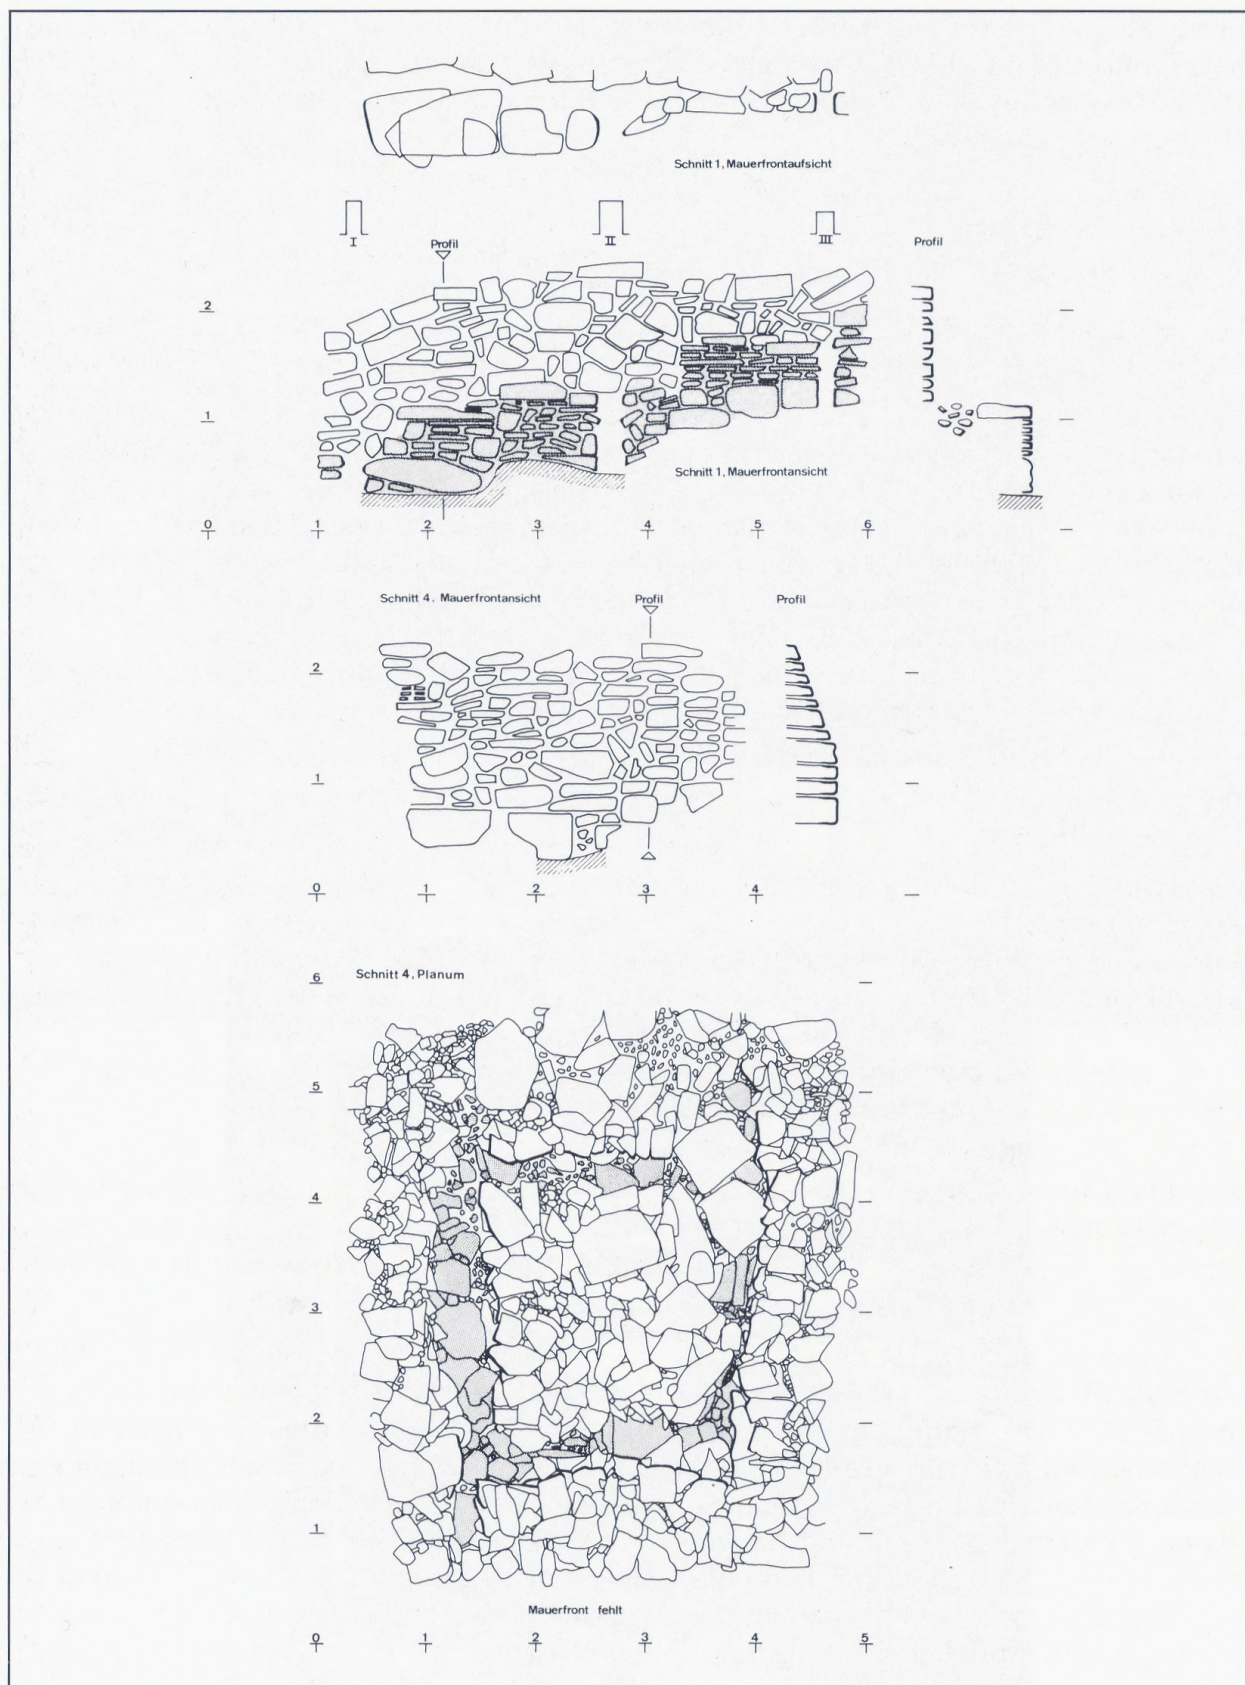 Schnitt 1, Mauerfrontaufsicht
I
II
III
Profil
Profil
2
1
Schnitt 1, Mauerfrontansicht
0 1 2 3 4 5 6
Schnitt 4. Mauerfrontansicht
Profil
Profil
2
1
0 1 2 3 4
6
Schnitt 4. Planum
5
4
3
2
1
Mauerfront fehlt
0 1 2 3 4 5